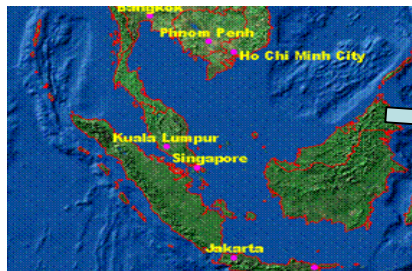 Bangkok
Phnom Penh
Ho Chi Minh City
Kuala Lumpur
Singapore
Jakarta